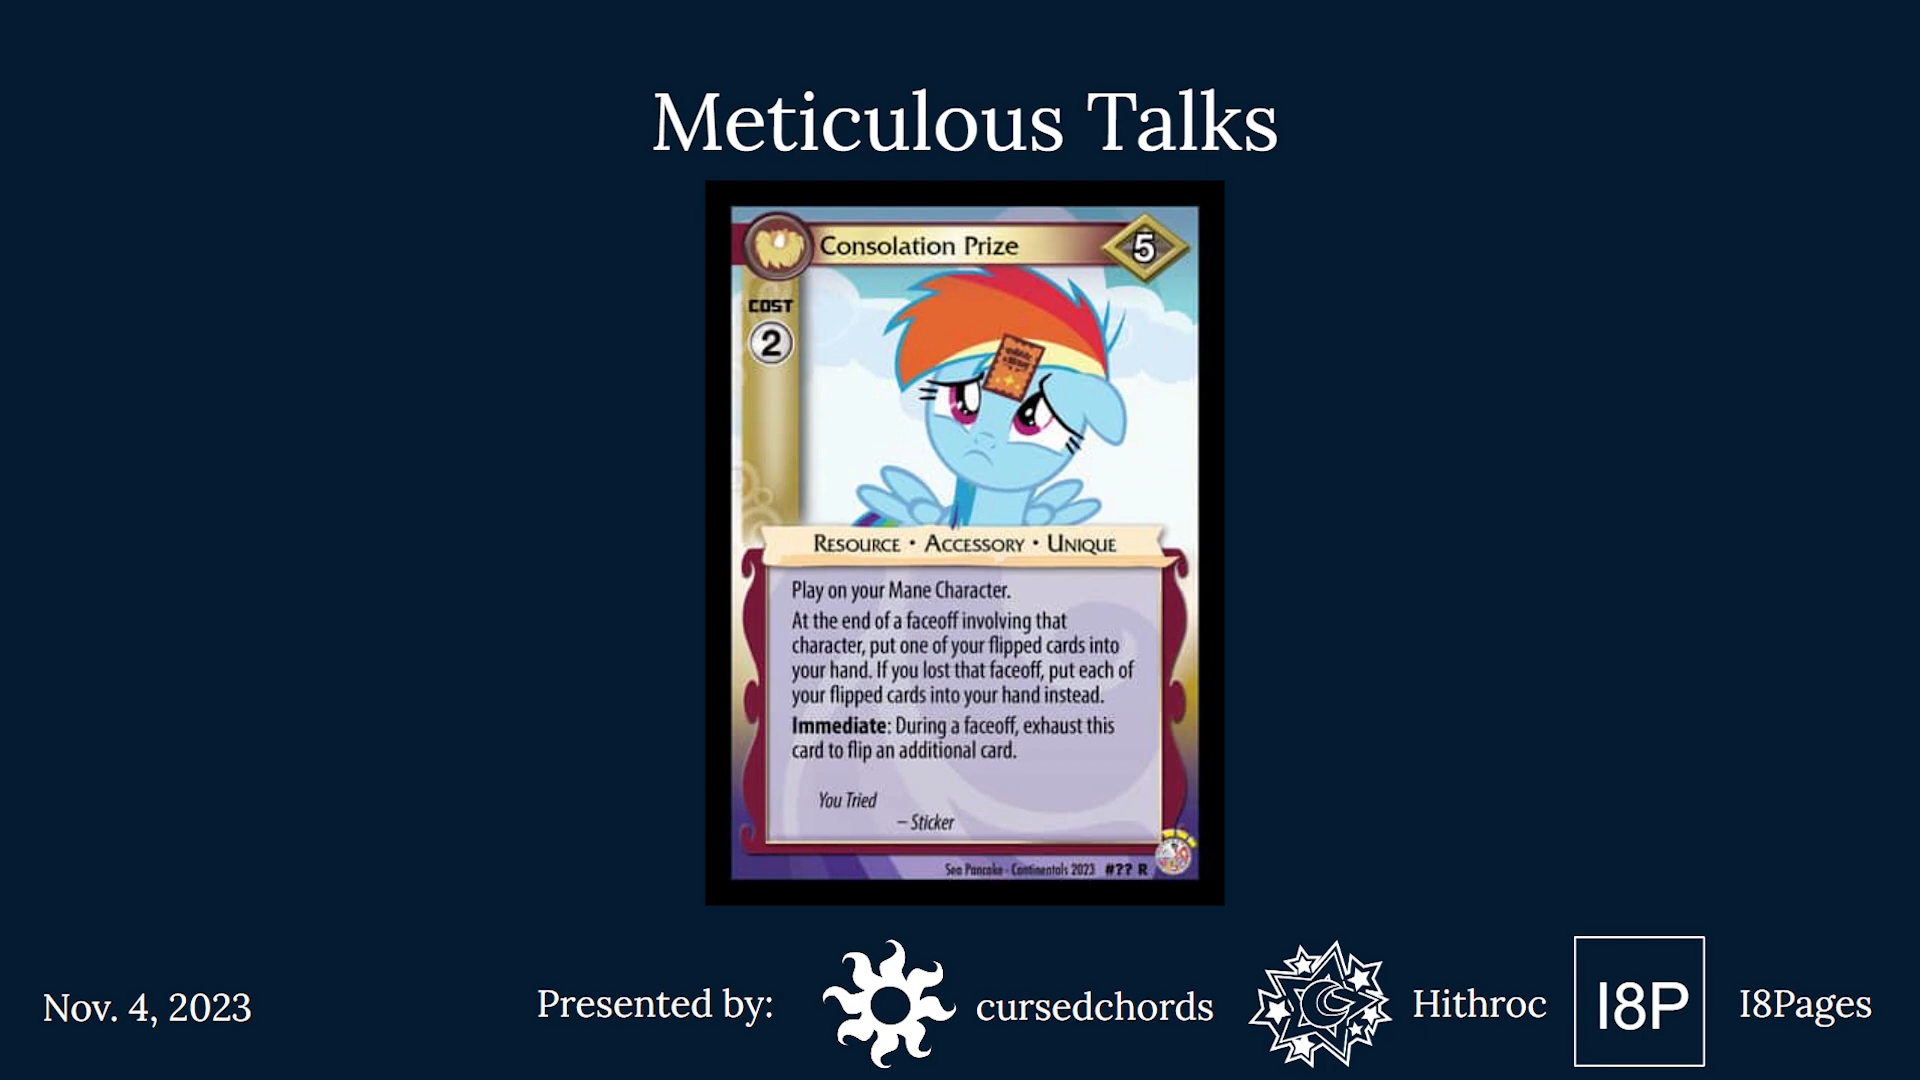 Meticulous Talks
Consolation Prize
5
COST
2
RESOURCE • ACCESSORY • UNIQUE
Play on your Mane Character.
At the end of a faceoff involving that
character, put one of your flipped cards into
your hand. If you lost that faceoff, put each of
your flipped cards into your hand instead.
Immediate: During a faceoff, exhaust this
card to flip an additional card.
You Tried
– Sticker
Sea Pancake - Continentals 2023 #?? R
Nov. 4, 2023
Presented by:
cursedchords
Hithroc
I8P
I8Pages